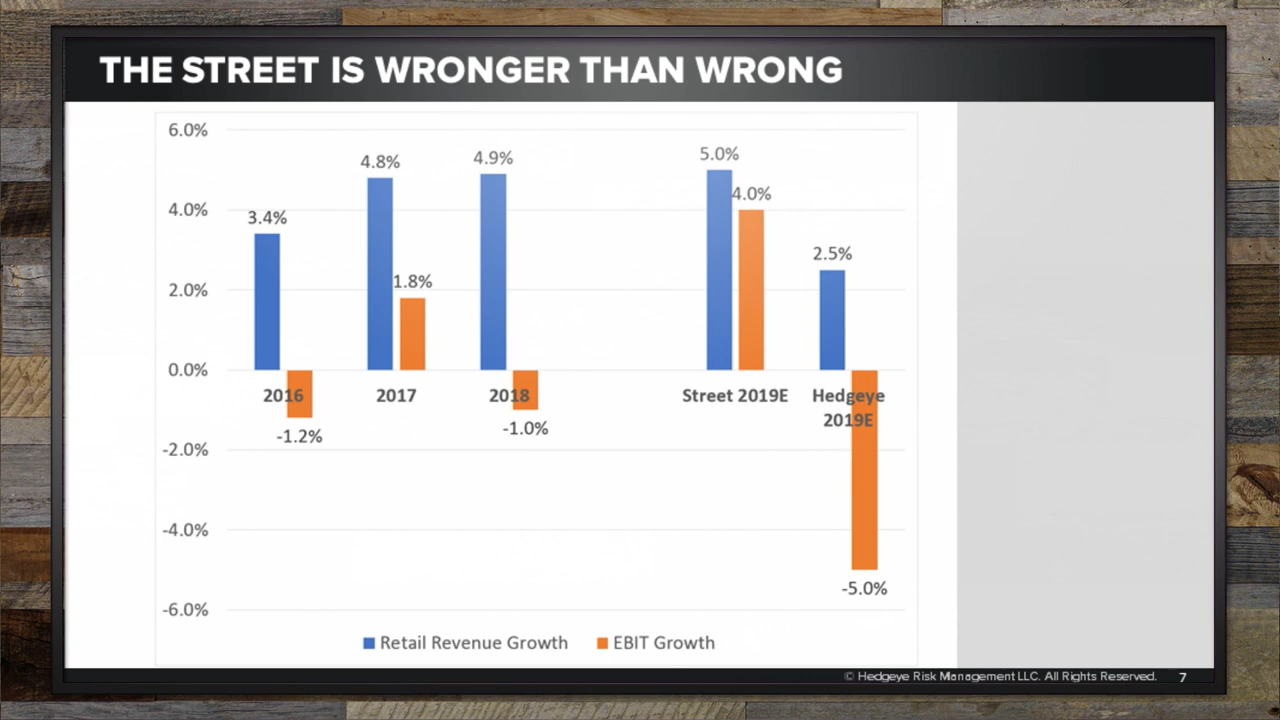 THE STREET IS WRONGER THAN WRONG
6.0%
4.0%
2.0%
0.0%
-2.0%
-4.0%
-6.0%
3.4%
-1.2%
2016
4.8%
1.8%
2017
4.9%
-1.0%
2018
5.0%
4.0%
Street 2019E
2.5%
-5.0%
Hedgeye
2019E
Retail Revenue Growth
EBIT Growth
© Hedgeye Risk Management LLC. All Rights Reserved. 7